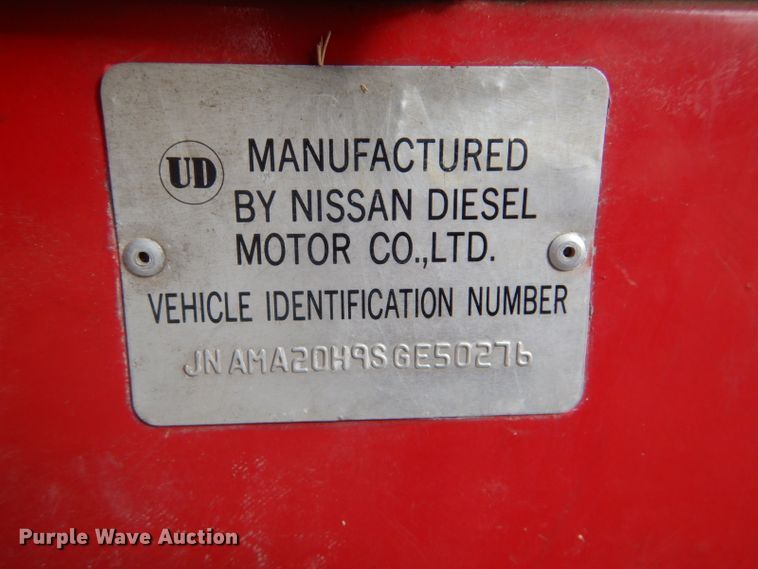 UD
MANUFACTURED
BY NISSAN DIESEL
MOTOR CO.,LTD.
VEHICLE IDENTIFICATION NUMBER
JNAMA20H9SGE50276
Purple Wave Auction®